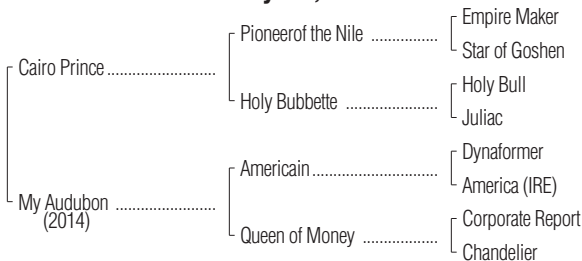 Empire Maker
Pioneerof the Nile ................
Star of Goshen
Cairo Prince ..........................
Holy Bull
Holy Bubbette ......................
Juliac
Dynaformer
Americain ..............................
America (IRE)
My Audubon ........................
(2014)
Corporate Report
Queen of Money ..................
Chandelier